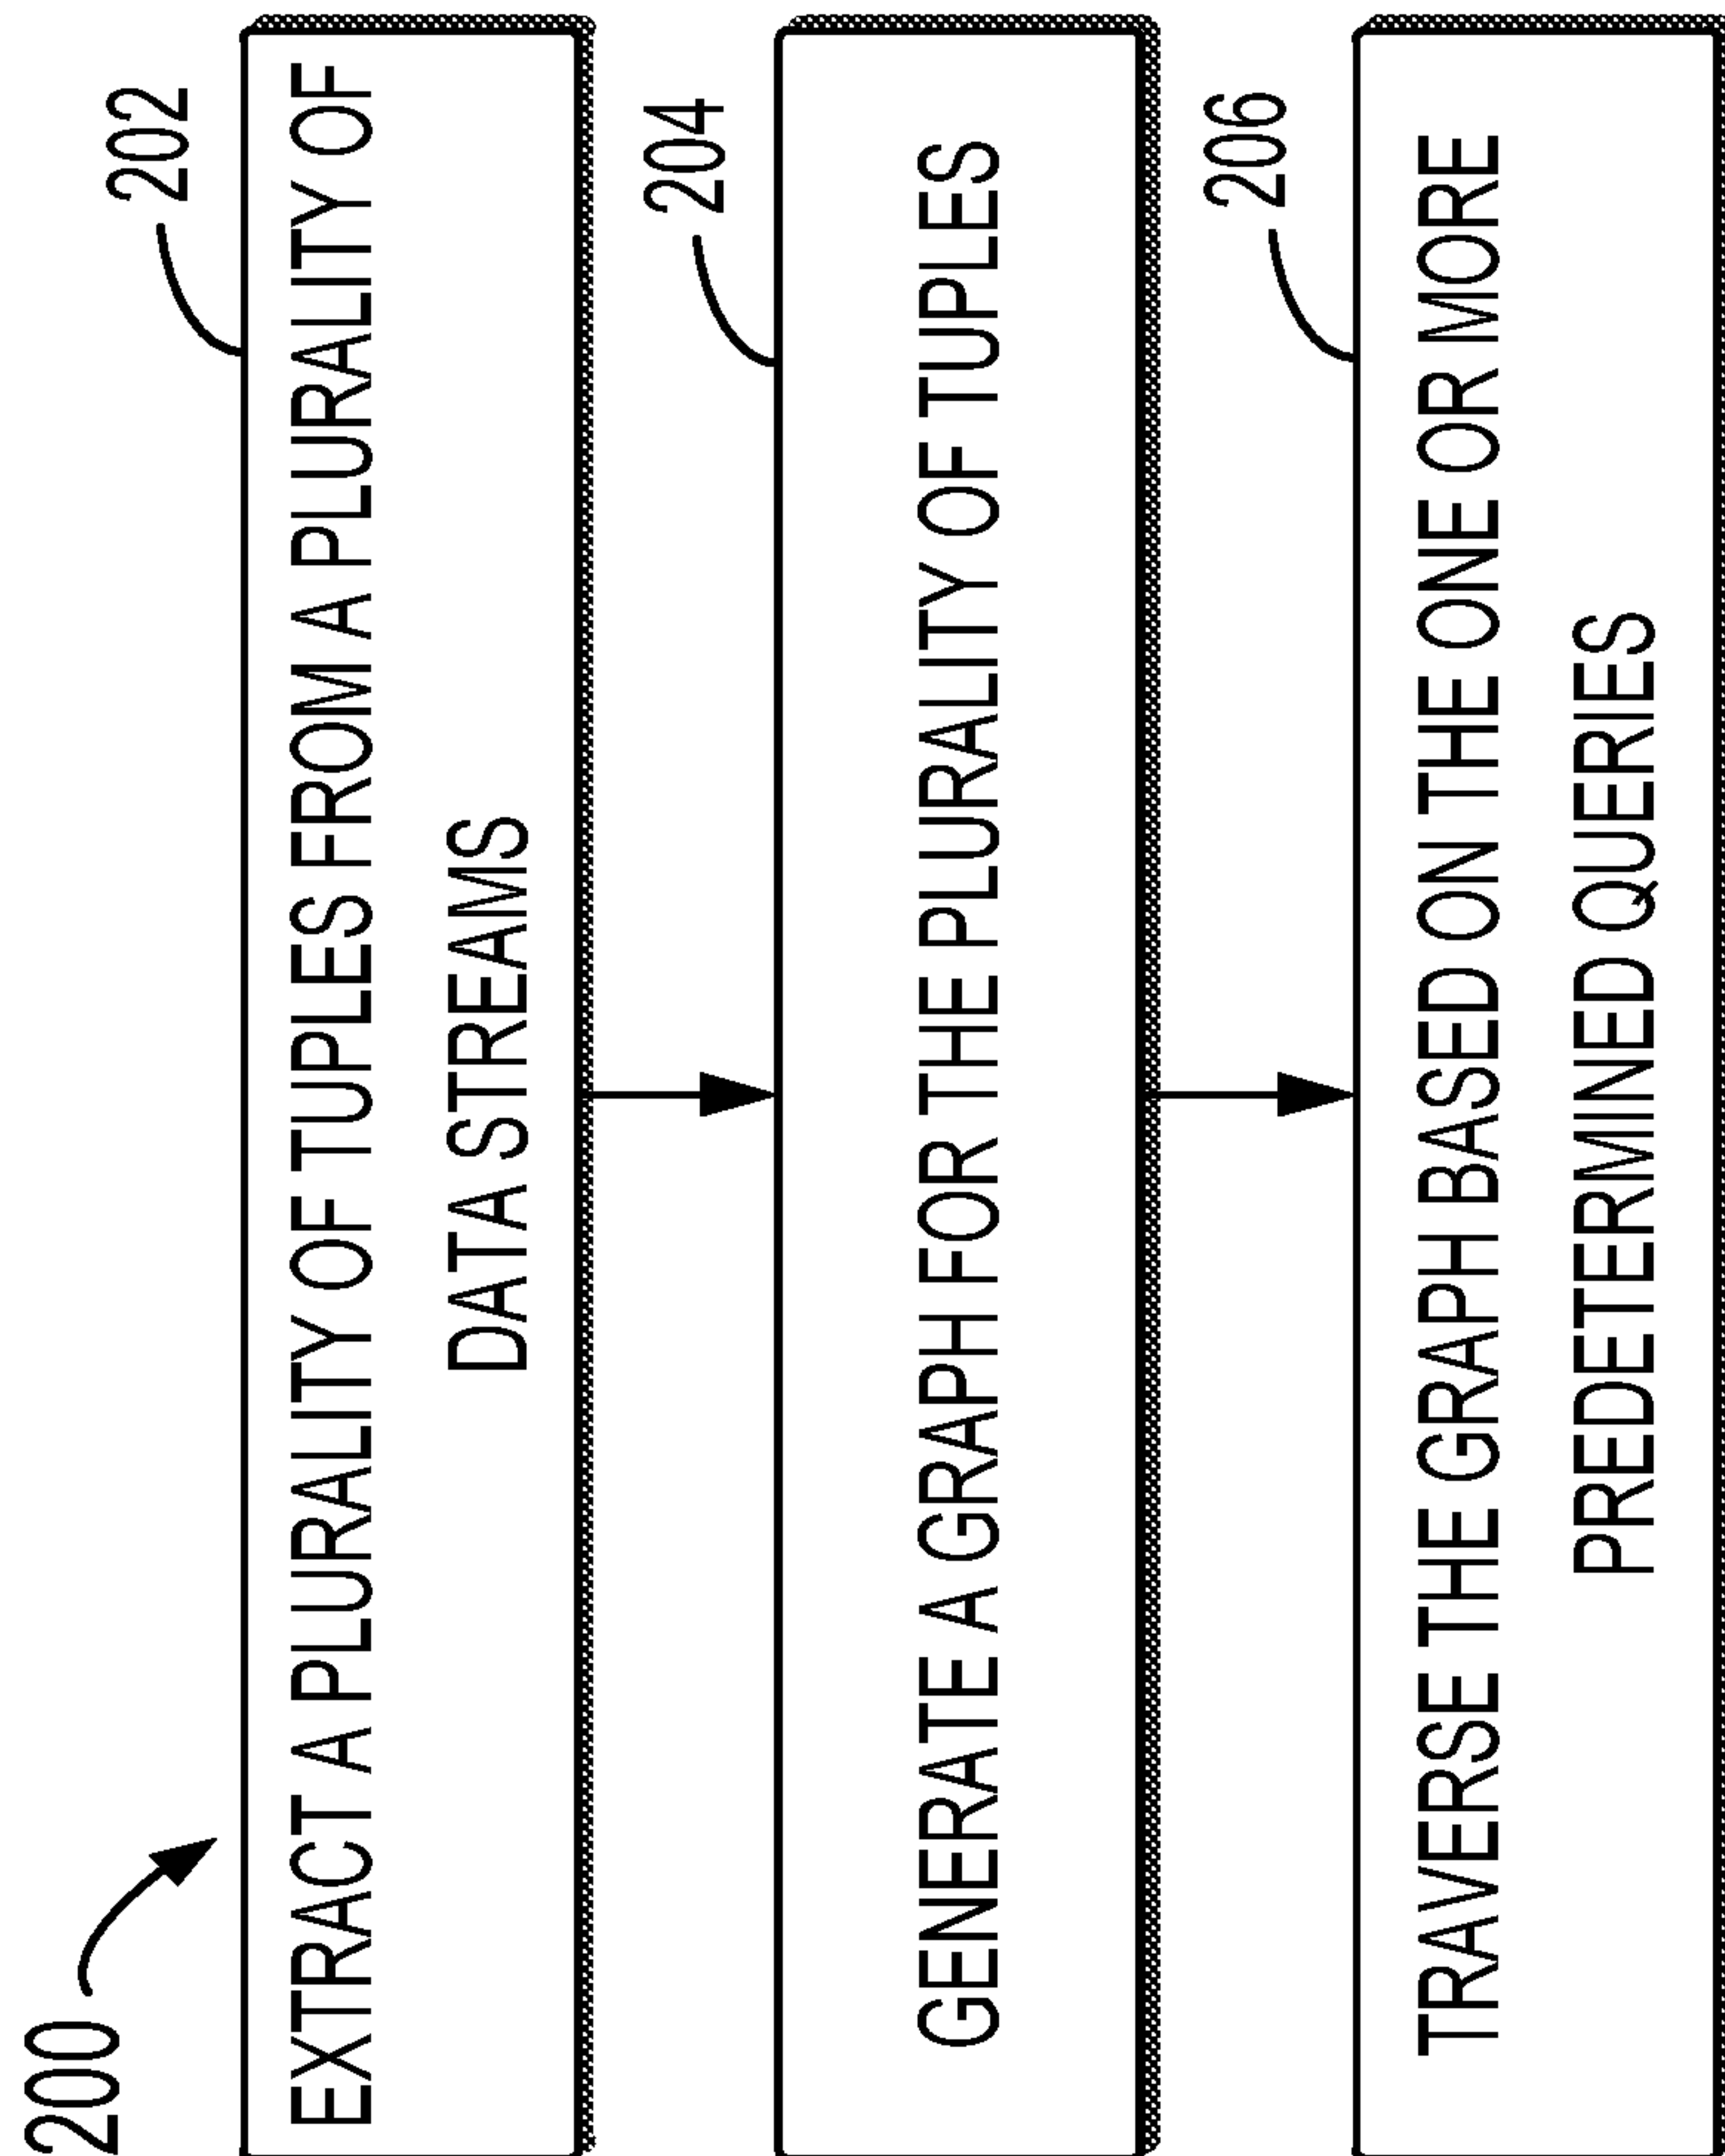 200
202
EXTRACT A PLURALITY OF TUPLES FROM A PLURALITY OF
DATA STREAMS
204
GENERATE A GRAPH FOR THE PLURALITY OF TUPLES
206
TRAVERSE THE GRAPH BASED ON THE ONE OR MORE
PREDETERMINED QUERIES